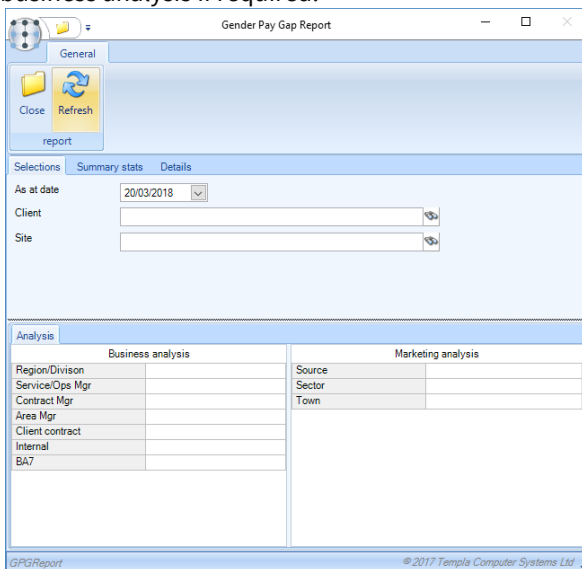 business analysis if required.
Gender Pay Gap Report
General
Close Refresh
report
Selections Summary stats Details
As at date 20/03/2018
Client
Site
Analysis
Business analysis Marketing analysis
Region/Divison Source
Service/Ops Mgr Sector
Contract Mgr Town
Area Mgr
Client contract
Internal
BA7
GPGReport © 2017 Templa Computer Systems Ltd